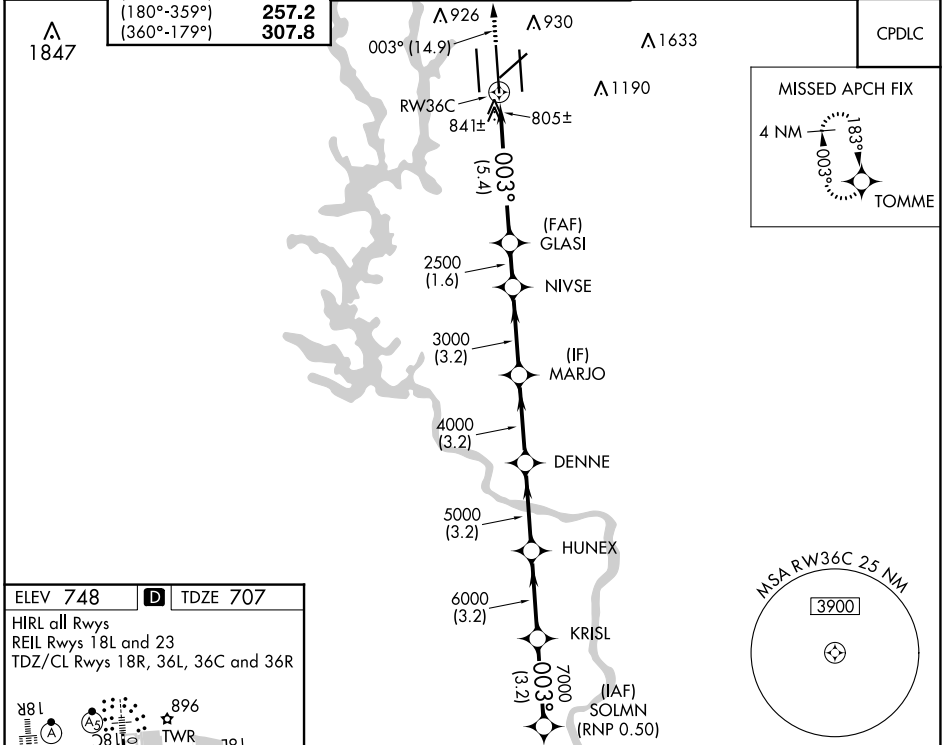 (180°-359°) 257.2
(360°-179°) 307.8
1847
926
930
003° (14.9)
1633
CPDLC
1190
RW36C
841±
805±
MISSED APCH FIX
4 NM
003°
183°
TOMME
003°
(5.4)
(FAF)
GLASI
2500
(1.6)
NIVSE
3000
(3.2)
(IF)
MARJO
4000
(3.2)
DENNE
5000
(3.2)
HUNEX
6000
(3.2)
KRISL
003°
7000
(3.2)
(IAF)
SOLMN
(RNP 0.50)
MSA RW36C 25 NM
3900
ELEV 748 D TDZE 707
HIRL all Rwys
REIL Rwys 18L and 23
TDZ/CL Rwys 18R, 36L, 36C and 36R
18R
A
A5
18C
896
TWR
18L